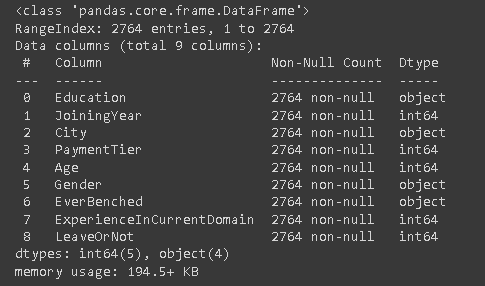 <class 'pandas.core.frame.DataFrame'>
RangeIndex: 2764 entries, 1 to 2764
Data columns (total 9 columns):
 #   Column                     Non-Null Count  Dtype
---  ------                     --------------  -----
 0   Education                  2764 non-null   object
 1   JoiningYear                2764 non-null   int64
 2   City                       2764 non-null   object
 3   PaymentTier                2764 non-null   int64
 4   Age                        2764 non-null   int64
 5   Gender                     2764 non-null   object
 6   EverBenched                2764 non-null   object
 7   ExperienceInCurrentDomain  2764 non-null   int64
 8   LeaveOrNot                 2764 non-null   int64
dtypes: int64(5), object(4)
memory usage: 194.5+ KB